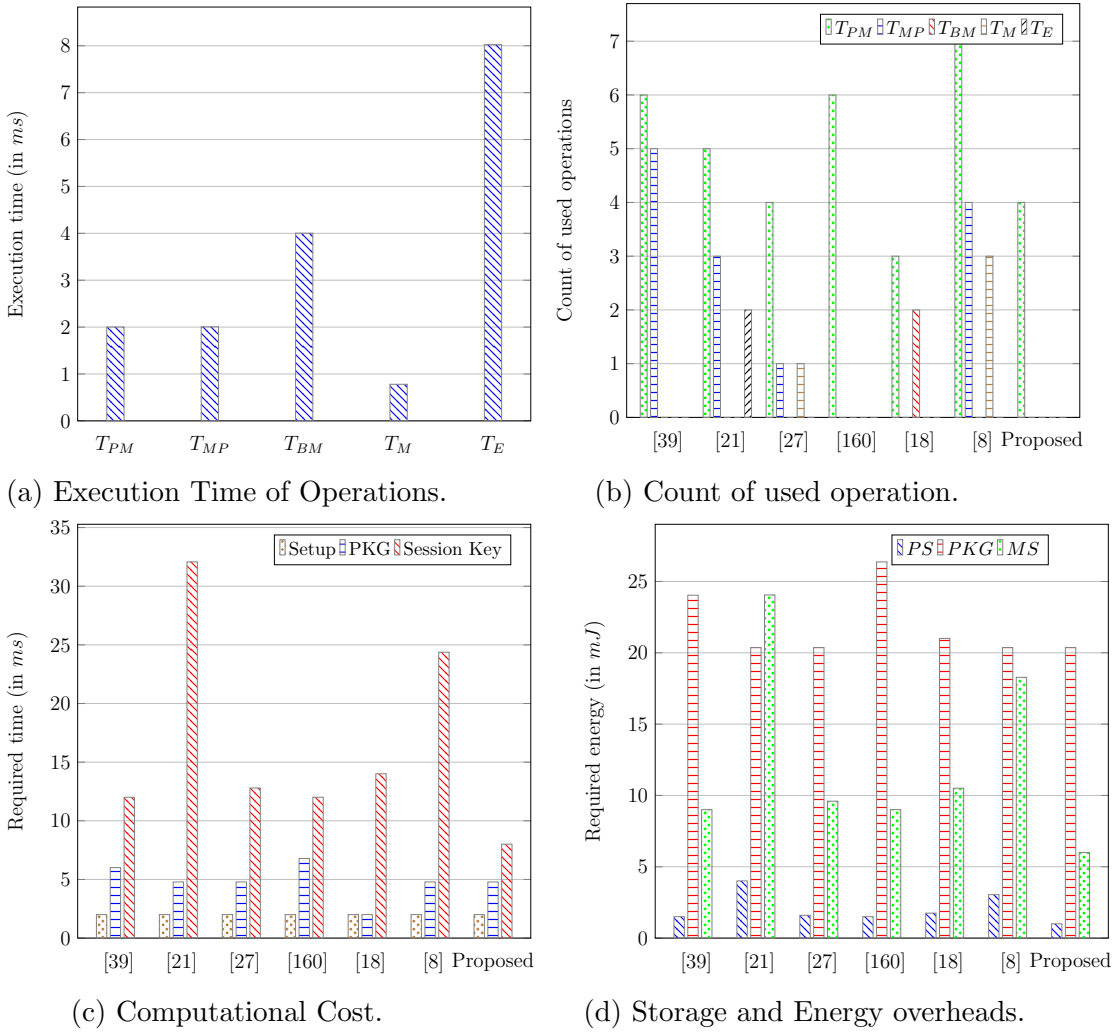 8
7
6
5
4
3
2
1
0
Execution time (in ms)
T_PM T_MP T_BM T_M T_E
(a) Execution Time of Operations.
T_PM T_MP T_BM T_M T_E
7
6
5
4
3
2
1
0
Count of used operations
[39] [21] [27] [160] [18] [8] Proposed
(b) Count of used operation.
Setup PKG Session Key
35
30
25
20
15
10
5
0
Required time (in ms)
[39] [21] [27] [160] [18] [8] Proposed
(c) Computational Cost.
PS PKG MS
25
20
15
10
5
0
Required energy (in mJ)
[39] [21] [27] [160] [18] [8] Proposed
(d) Storage and Energy overheads.